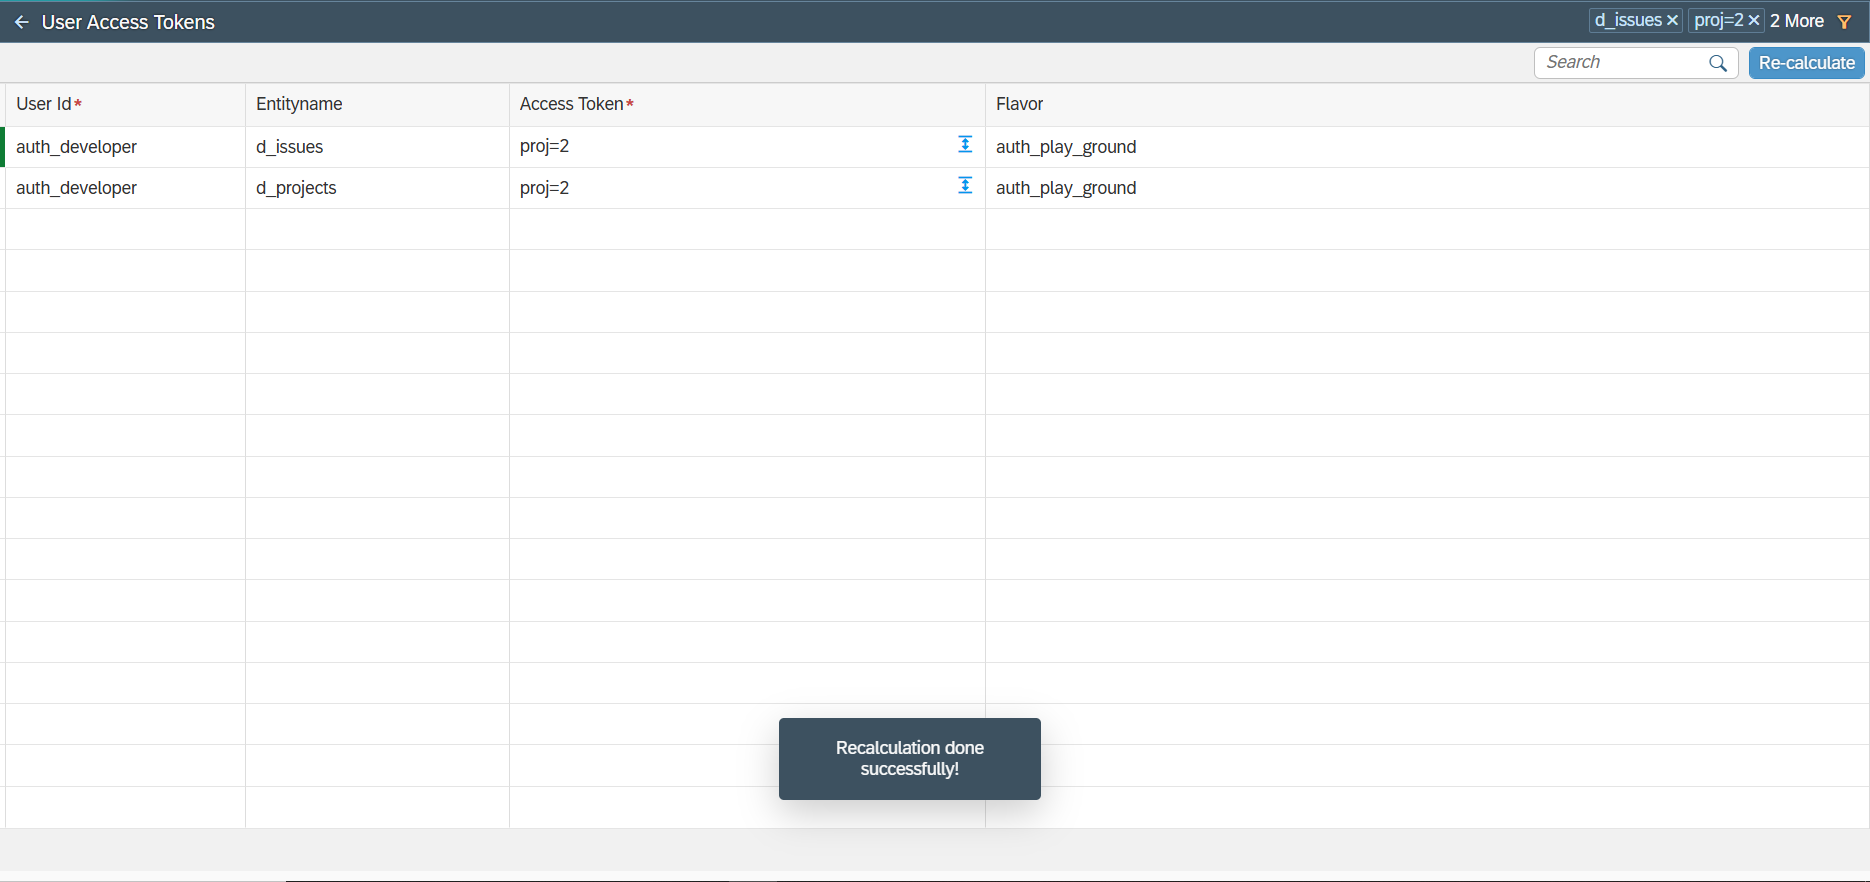 User Access Tokens
d_issues proj=2 2 More
Search Re-calculate
User Id* Entityname Access Token* Flavor
auth_developer d_issues proj=2 auth_play_ground
auth_developer d_projects proj=2 auth_play_ground
Recalculation done
successfully!